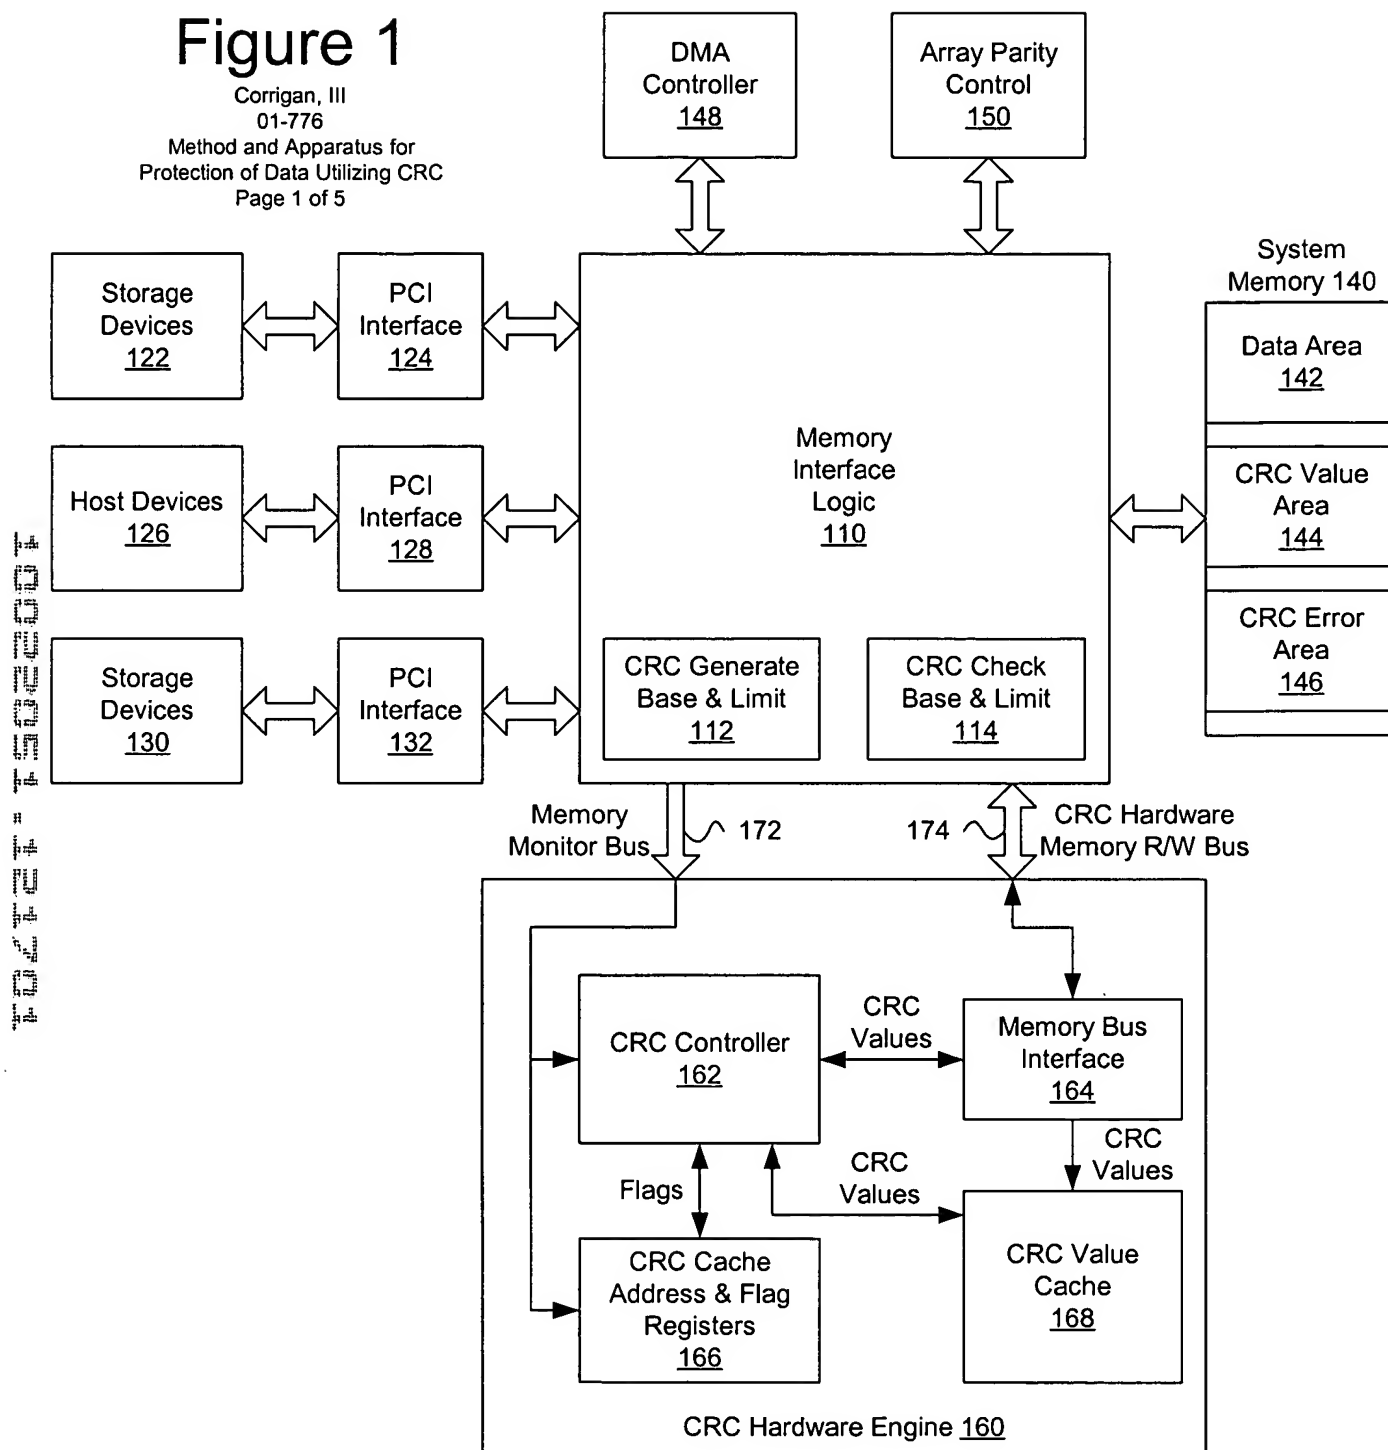 Figure 1
Corrigan, III
01-776
Method and Apparatus for
Protection of Data Utilizing CRC
Page 1 of 5
DMA
Controller
148
Array Parity
Control
150
Storage
Devices
122
PCI
Interface
124
Host Devices
126
PCI
Interface
128
Storage
Devices
130
PCI
Interface
132
Memory
Interface
Logic
110
CRC Generate
Base & Limit
112
CRC Check
Base & Limit
114
System
Memory 140
Data Area
142
CRC Value
Area
144
CRC Error
Area
146
Memory
Monitor Bus
172
174
CRC Hardware
Memory R/W Bus
CRC Controller
162
CRC
Values
Memory Bus
Interface
164
Flags
CRC
Values
CRC
Values
CRC Cache
Address & Flag
Registers
166
CRC Value
Cache
168
CRC Hardware Engine 160